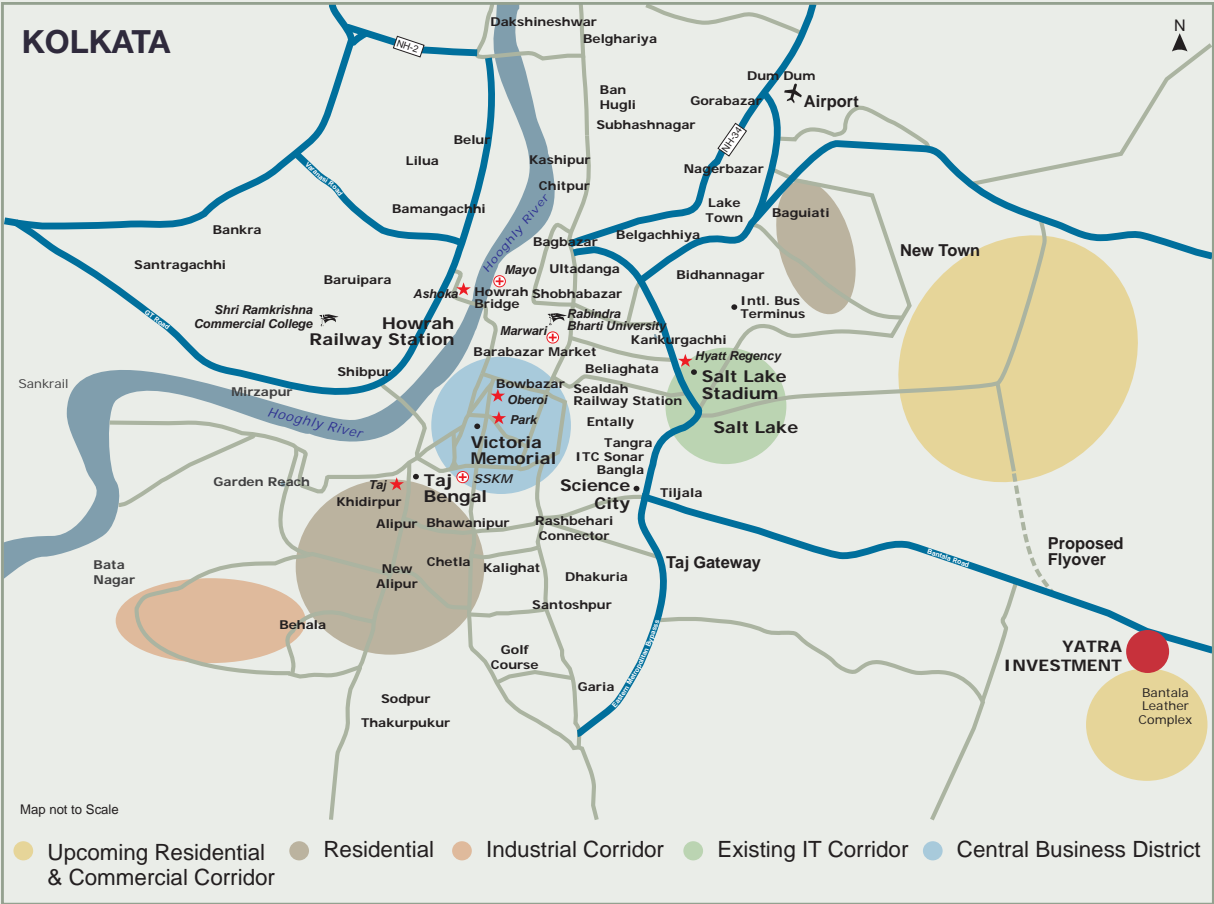 KOLKATA
N
NH-2
Dakshineshwar
Belghariya
Dum Dum
Ban
Hugli
Gorabazar
Airport
Subhashnagar
NH-34
Belur
Lilua
Kashipur
Nagerbazar
Varanasi Road
Chitpur
Bamangachhi
Hooghly River
Lake
Town
Baguiati
Bankra
Bagbazar
Belgachhiya
New Town
Santragachhi
Mayo
Ultadanga
Bidhannagar
Baruipara
Ashoka
Howrah
Bridge
Shobhabazar
Intl. Bus
Terminus
Shri Ramkrishna
Commercial College
GT Road
Howrah
Railway Station
Rabindra
Bharti University
Marwari
Kankurgachhi
Barabazar Market
Hyatt Regency
Shibpur
Beliaghata
Salt Lake
Stadium
Sankrail
Mirzapur
Bowbazar
Oberoi
Sealdah
Railway Station
Hooghly River
Park
Entally
Salt Lake
Victoria
Memorial
Tangra
ITC Sonar
Bangla
Garden Reach
Taj
Taj
Bengal
SSKM
Science
City
Tiljala
Khidirpur
Alipur
Bhawanipur
Rashbehari
Connector
Proposed
Flyover
Bantala Road
Bata
Nagar
New
Alipur
Chetla
Kalighat
Taj Gateway
Dhakuria
Santoshpur
Behala
Eastern Meropolitan Bypass
YATRA
INVESTMENT
Golf
Course
Garia
Bantala
Leather
Complex
Sodpur
Thakurpukur
Map not to Scale
Upcoming Residential
& Commercial Corridor
Residential
Industrial Corridor
Existing IT Corridor
Central Business District